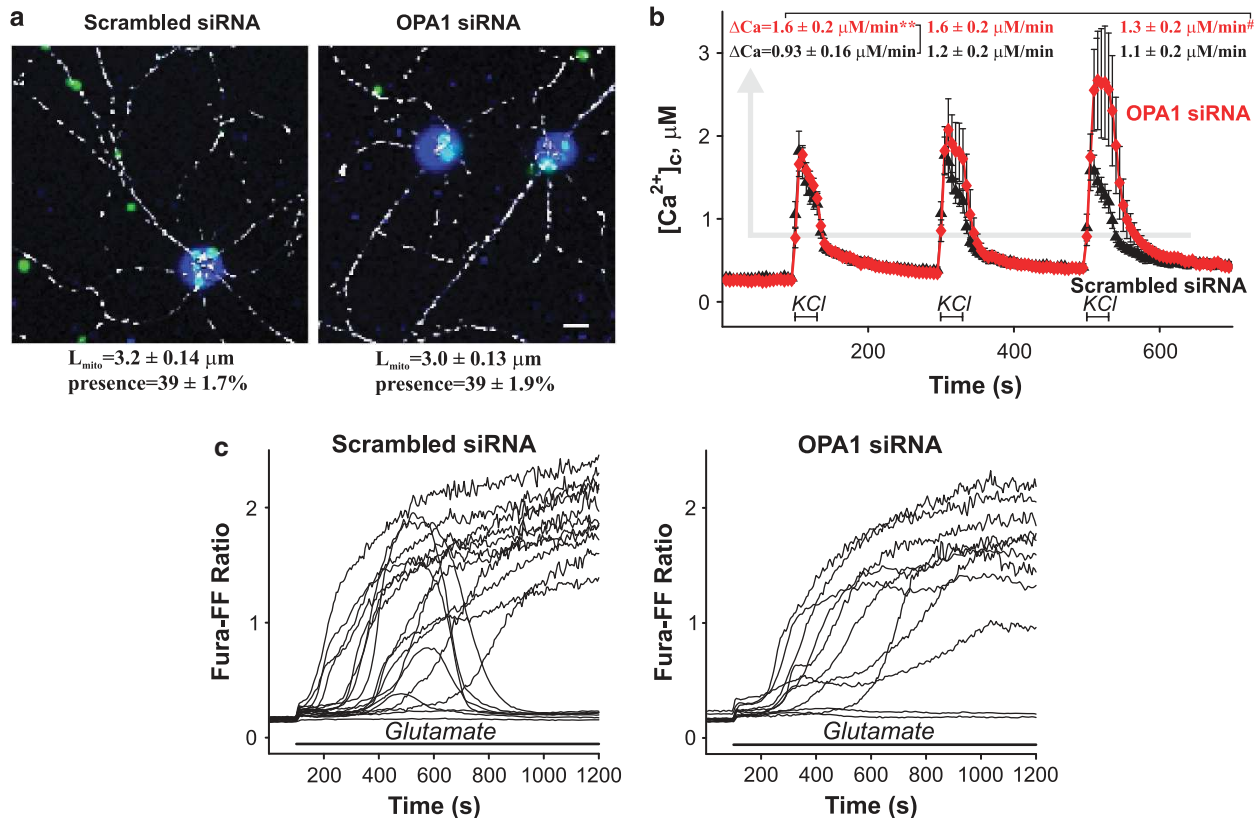 a
Scrambled siRNA
OPA1 siRNA
Lmito=3.2 ± 0.14 μm
presence=39 ± 1.7%
Lmito=3.0 ± 0.13 μm
presence=39 ± 1.9%
b
ΔCa=1.6 ± 0.2 μM/min** 1.6 ± 0.2 μM/min 1.3 ± 0.2 μM/min#
ΔCa=0.93 ± 0.16 μM/min 1.2 ± 0.2 μM/min 1.1 ± 0.2 μM/min
OPA1 siRNA
Scrambled siRNA
[Ca2+]c, μM
3
2
1
0
KCl KCl KCl
200 400 600
Time (s)
c
Scrambled siRNA
Fura-FF Ratio
2
1
0
Glutamate
200 400 600 800 1000 1200
Time (s)
OPA1 siRNA
Fura-FF Ratio
2
1
0
Glutamate
200 400 600 800 1000 1200
Time (s)